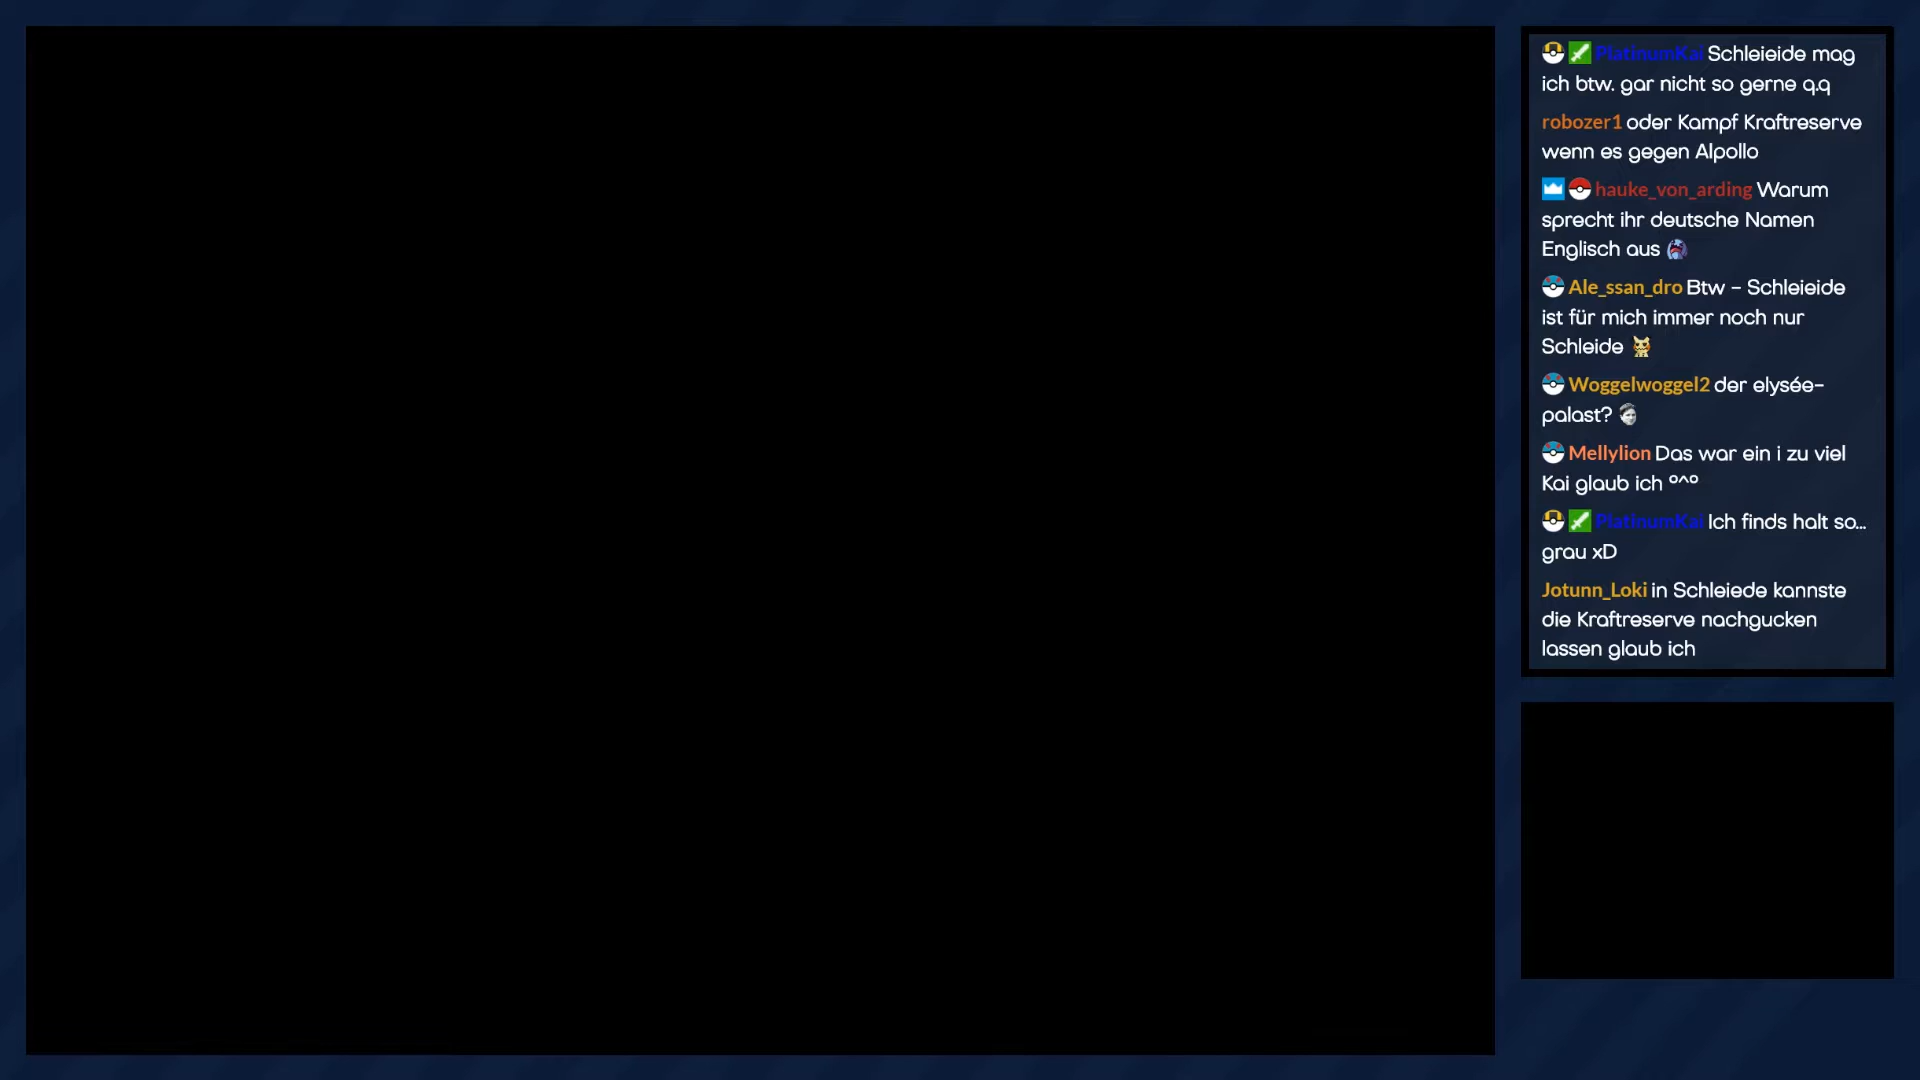 PlatinumKai Schleieide mag
ich btw. gar nicht so gerne q.q
robozer1 oder Kampf Kraftreserve
wenn es gegen Alpollo
hauke_von_arding Warum
sprecht ihr deutsche Namen
Englisch aus
Ale_ssan_dro Btw - Schleieide
ist für mich immer noch nur
Schleide
Woggelwoggel2 der elysée-
palast?
Mellylion Das war ein i zu viel
Kai glaub ich °^°
PlatinumKai Ich finds halt so...
grau xD
Jotunn_Loki in Schleiede kannste
die Kraftreserve nachgucken
lassen glaub ich